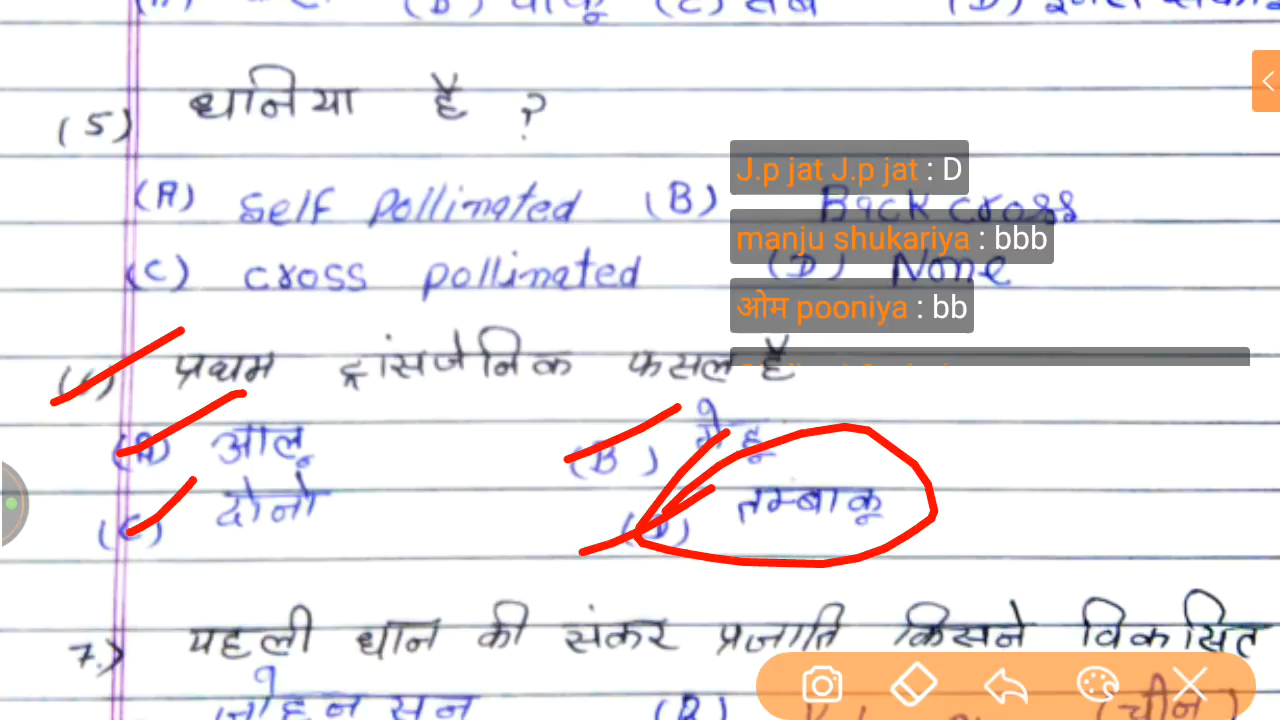 (5) धनिया है ?
J.p jat J.p jat : D
(A) Self pollinated (B) Back cross
manju shukariya : bbb
(C) cross pollinated (D) None
ओम pooniya : bb
प्रथम ट्रांसजेनिक फसल है
(A) आलू (B) गेहू
(C) दोनो (D) तम्बाकू
7.) पहली धान की संकर प्रजाति किसने विकसित
(चीन)